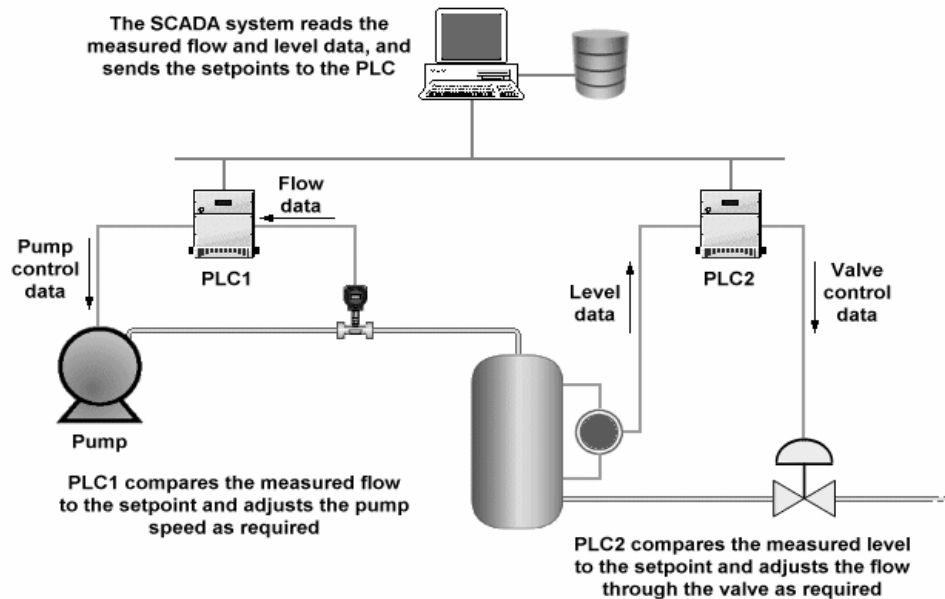 The SCADA system reads the
measured flow and level data, and
sends the setpoints to the PLC
Flow
data
Pump
control
data
PLC1
PLC2
Level
data
Valve
control
data
Pump
PLC1 compares the measured flow
to the setpoint and adjusts the pump
speed as required
PLC2 compares the measured level
to the setpoint and adjusts the flow
through the valve as required